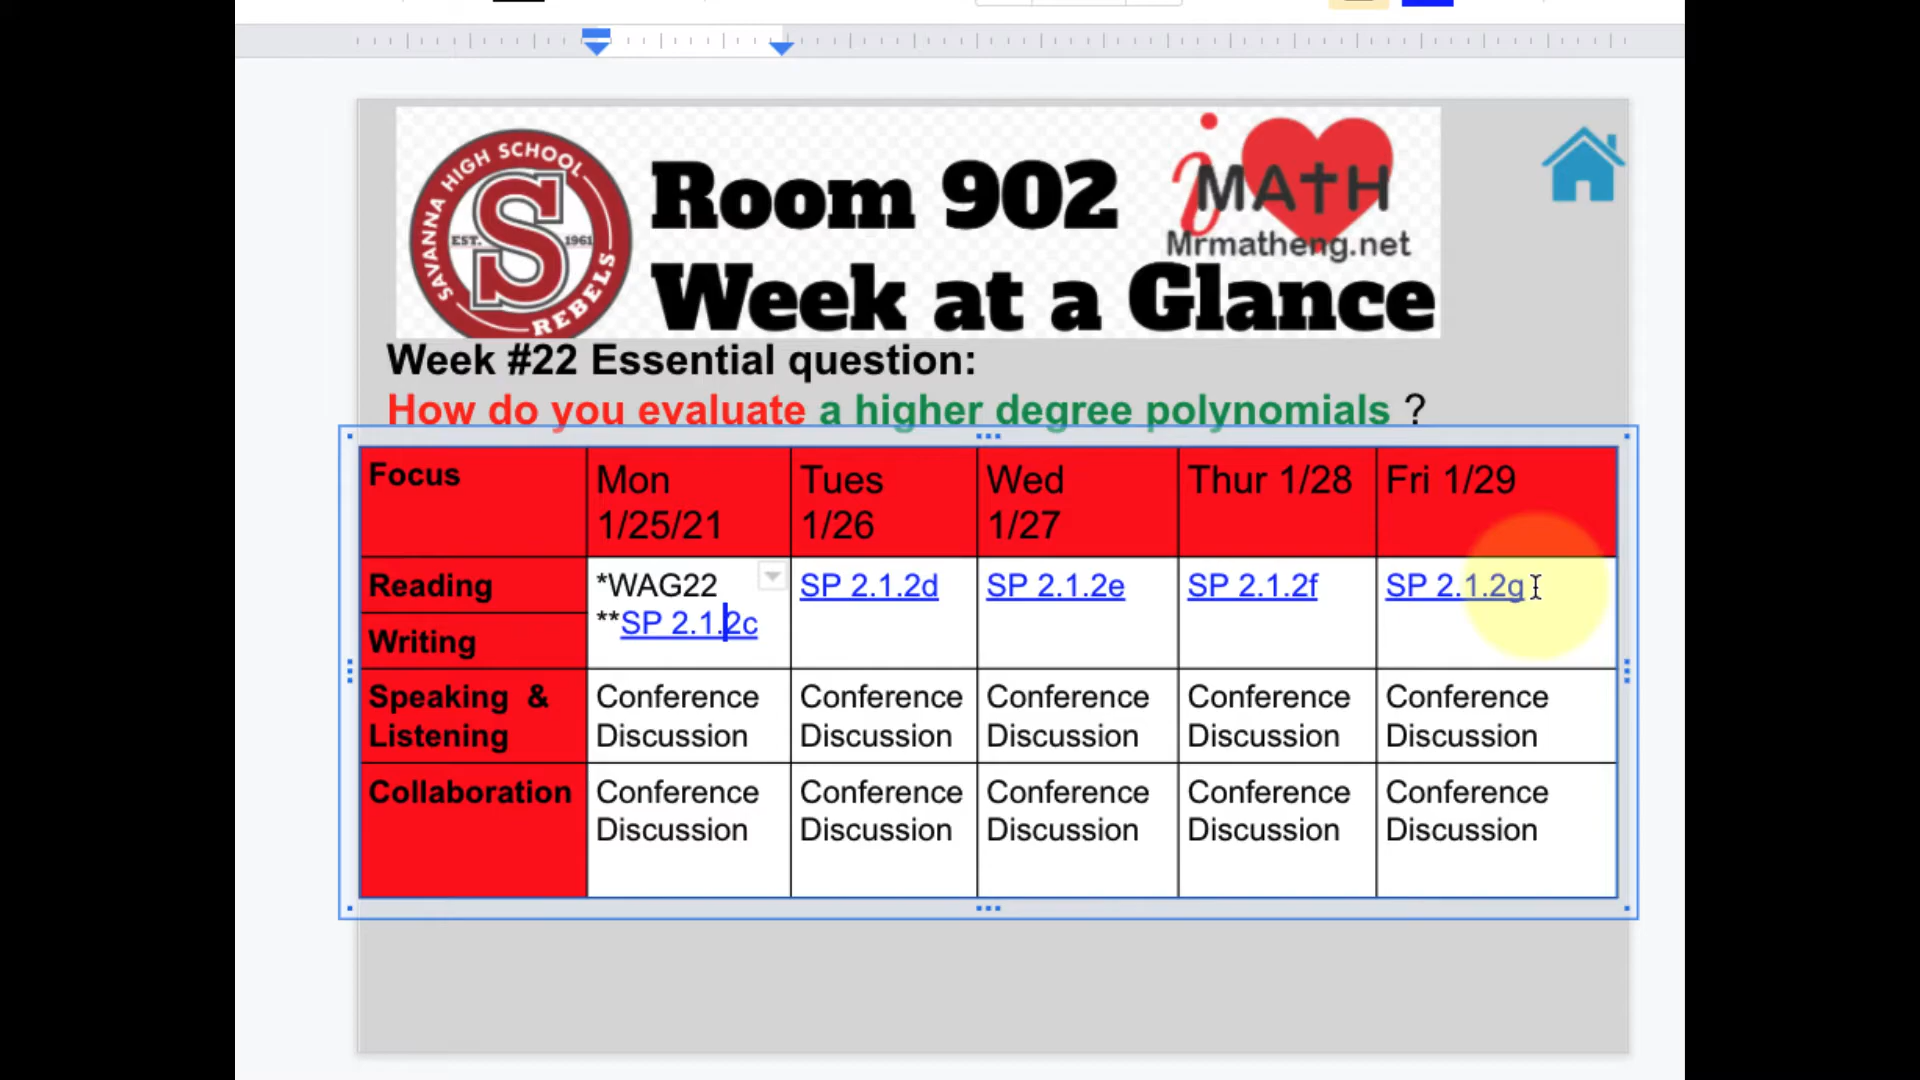 SAVANNA HIGH SCHOOL
EST. S 1961
REBELS
Room 902
Week at a Glance
i MATH
Mrmatheng.net
Week #22 Essential question:
How do you evaluate a higher degree polynomials ?
Focus
Mon
1/25/21
Tues
1/26
Wed
1/27
Thur 1/28
Fri 1/29
Reading
Writing
*WAG22
**SP 2.1.2c
SP 2.1.2d
SP 2.1.2e
SP 2.1.2f
SP 2.1.2g
Speaking &
Listening
Conference
Discussion
Conference
Discussion
Conference
Discussion
Conference
Discussion
Conference
Discussion
Collaboration
Conference
Discussion
Conference
Discussion
Conference
Discussion
Conference
Discussion
Conference
Discussion